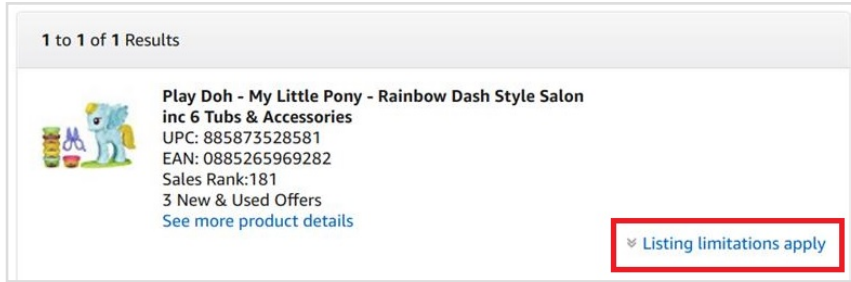 1 to 1 of 1 Results
Play Doh - My Little Pony - Rainbow Dash Style Salon
inc 6 Tubs & Accessories
UPC: 885873528581
EAN: 0885265969282
Sales Rank:181
3 New & Used Offers
See more product details
Listing limitations apply